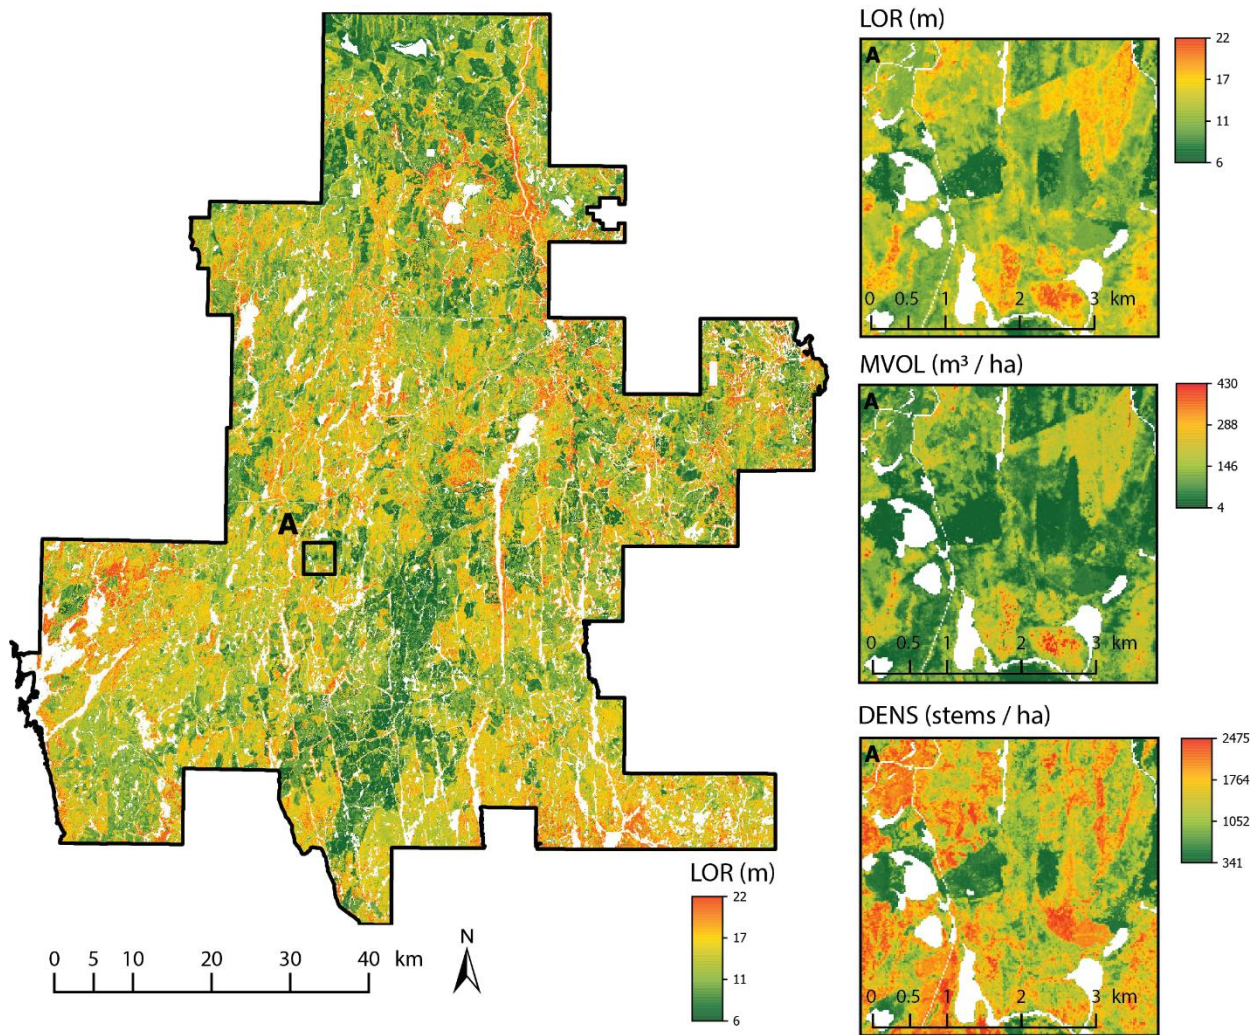 A
0 5 10 20 30 40 km
N
LOR (m)
22
17
11
6
LOR (m)
A
0 0.5 1 2 3 km
22
17
11
6
MVOL (m³ / ha)
A
0 0.5 1 2 3 km
430
288
146
4
DENS (stems / ha)
A
0 0.5 1 2 3 km
2475
1764
1052
341